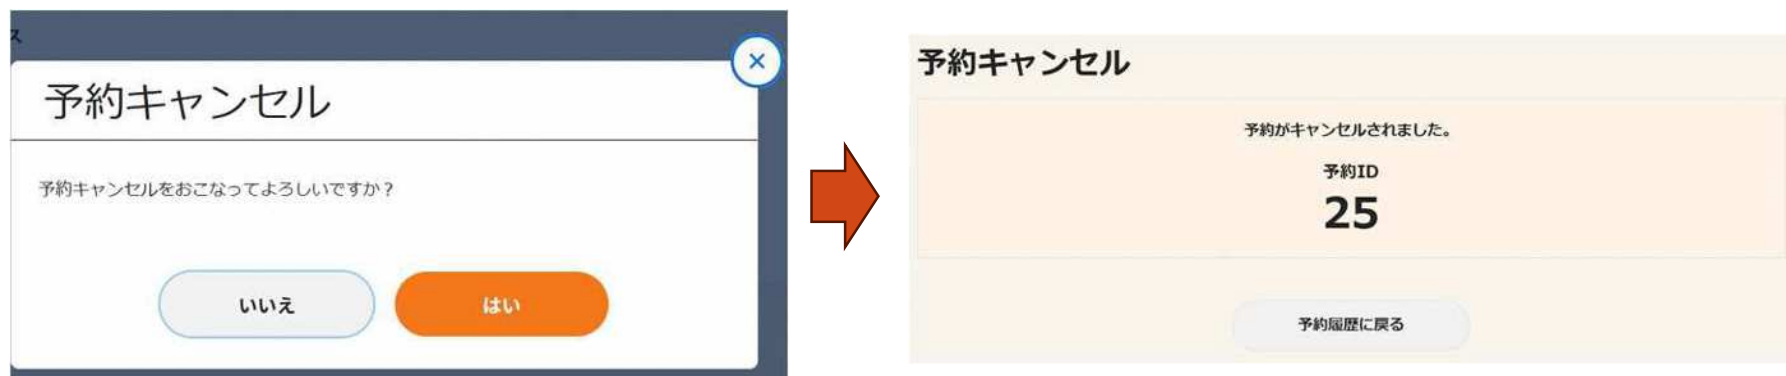 ス
予約キャンセル
予約キャンセルをおこなってよろしいですか？
いいえ
はい
予約キャンセル
予約がキャンセルされました。
予約ID
25
予約履歴に戻る